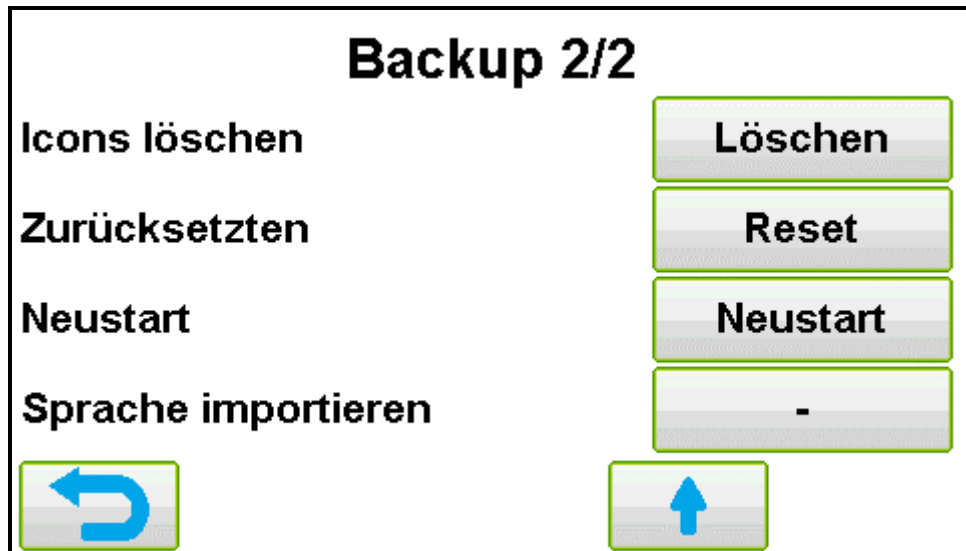 Backup 2/2
Icons löschen Löschen
Zurücksetzten Reset
Neustart Neustart
Sprache importieren -